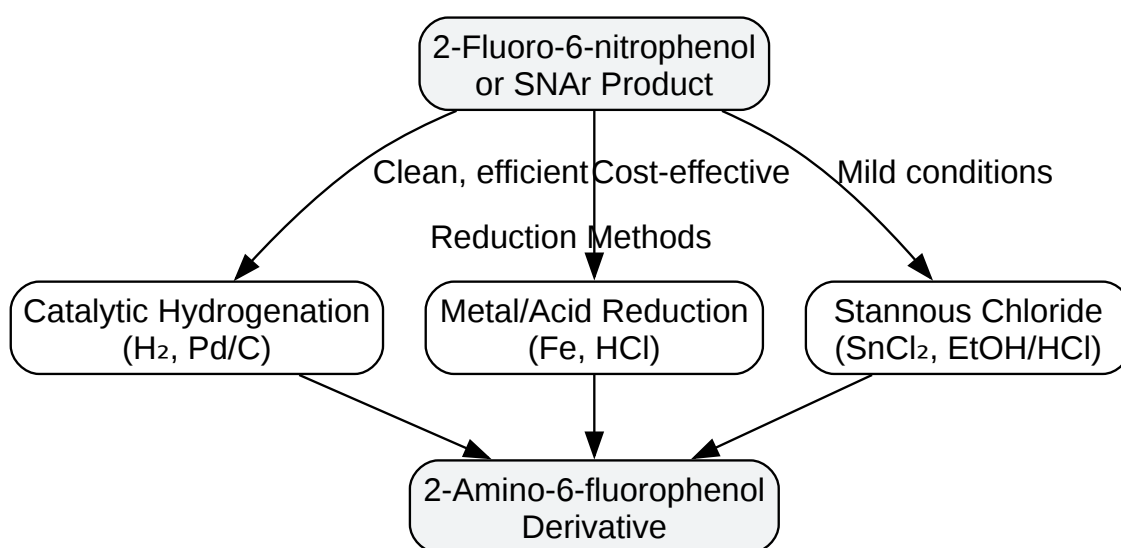 2-Fluoro-6-nitrophenol
or SNAr Product
Clean, efficient
Cost-effective
Mild conditions
Reduction Methods
Catalytic Hydrogenation
(H₂, Pd/C)
Metal/Acid Reduction
(Fe, HCl)
Stannous Chloride
(SnCl₂, EtOH/HCl)
2-Amino-6-fluorophenol
Derivative